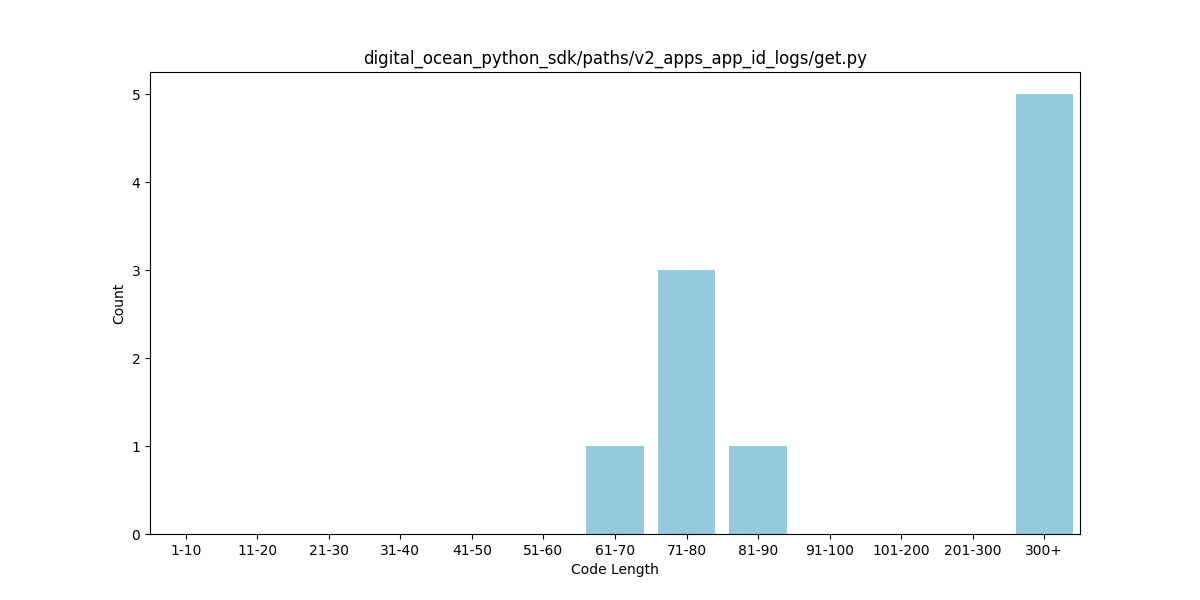 digital_ocean_python_sdk/paths/v2_apps_app_id_logs/get.py
5
4
3
2
1
0
Count
1-10 11-20 21-30 31-40 41-50 51-60 61-70 71-80 81-90 91-100 101-200 201-300 300+
Code Length